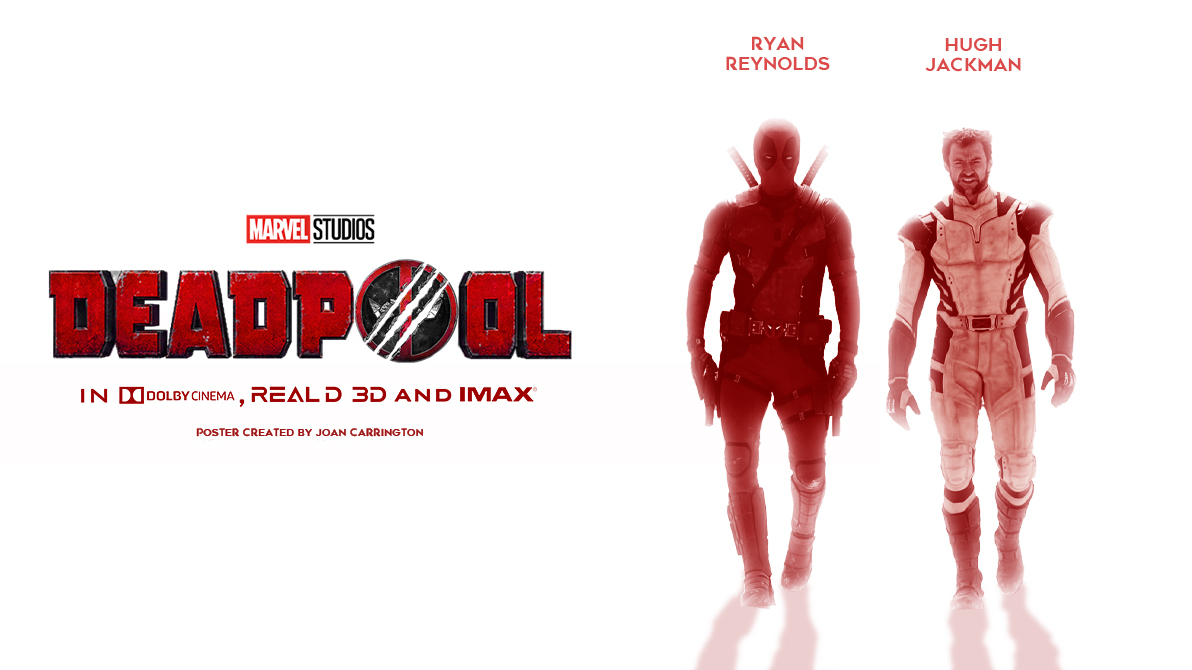 RYAN
REYNOLDS
HUGH
JACKMAN
MARVEL STUDIOS
DEADPOOL
IN DOLBY CINEMA, REAL D 3D AND IMAX®
POSTER CREATED BY JOAN CARRINGTON